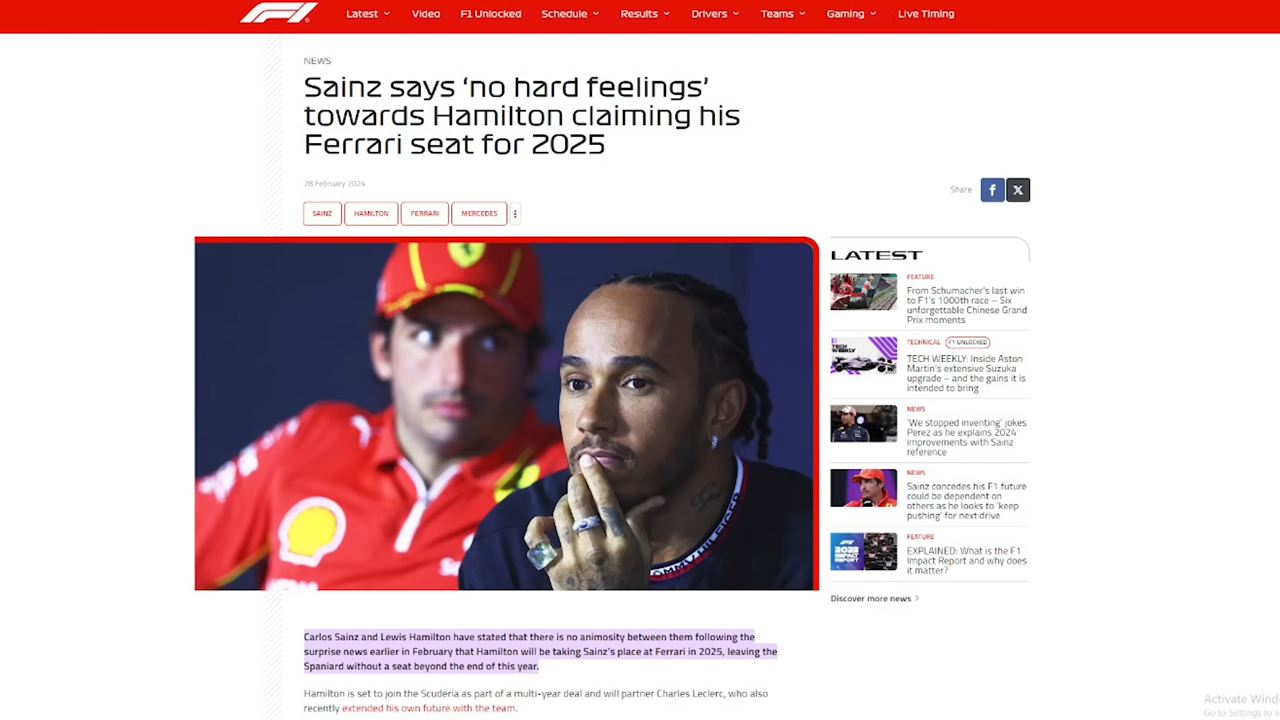 F1
Latest Video F1 Unlocked Schedule Results Drivers Teams Gaming Live Timing
NEWS
Sainz says ‘no hard feelings’
towards Hamilton claiming his
Ferrari seat for 2025
28 February 2024
Share
SAINZ HAMILTON FERRARI MERCEDES
LATEST
FEATURE
From Schumacher's last win
to F1's 1000th race – Six
unforgettable Chinese Grand
Prix moments
TECH
WEEKLY
TECHNICAL F1 UNLOCKED
TECH WEEKLY: Inside Aston
Martin's extensive Suzuka
upgrade – and the gains it is
intended to bring
NEWS
'We stopped inventing' jokes
Perez as he explains 2024
improvements with Sainz
reference
NEWS
Sainz concedes his F1 future
could be dependent on
others as he looks to 'keep
pushing' for next drive
FEATURE
EXPLAINED: What is the F1
Impact Report and why does
it matter?
Discover more news
Carlos Sainz and Lewis Hamilton have stated that there is no animosity between them following the
surprise news earlier in February that Hamilton will be taking Sainz's place at Ferrari in 2025, leaving the
Spaniard without a seat beyond the end of this year.
Hamilton is set to join the Scuderia as part of a multi-year deal and will partner Charles Leclerc, who also
recently extended his own future with the team.
Activate Wind
Go to Settings to a